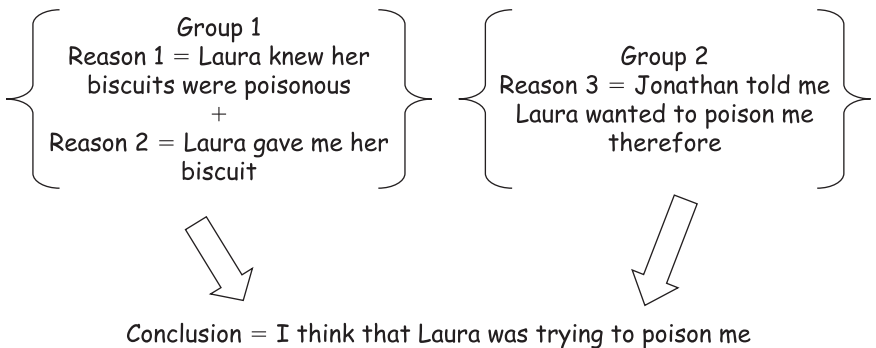 Group 1
Reason 1 = Laura knew her
biscuits were poisonous
+
Reason 2 = Laura gave me her
biscuit
Group 2
Reason 3 = Jonathan told me
Laura wanted to poison me
therefore
Conclusion = I think that Laura was trying to poison me